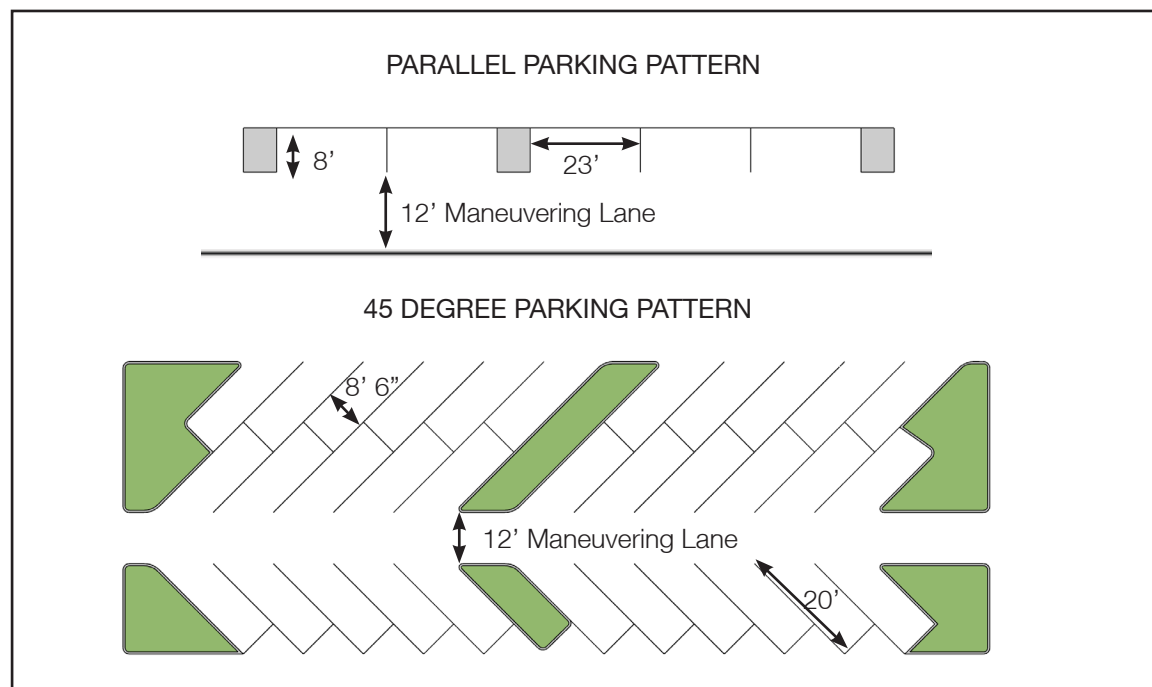 PARALLEL PARKING PATTERN
8’
23’
12’ Maneuvering Lane
45 DEGREE PARKING PATTERN
8’ 6”
12’ Maneuvering Lane
20’